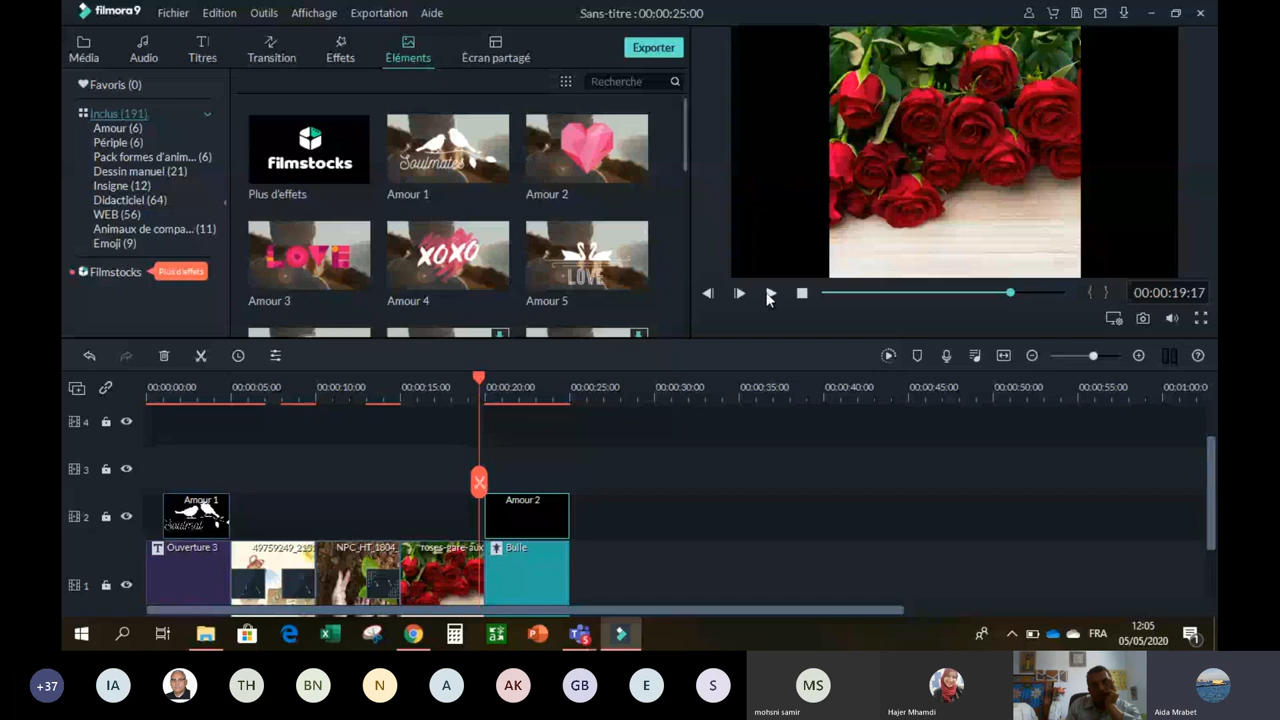 filmora9 Fichier Edition Outils Affichage Exportation Aide Sans-titre : 00:00:25:00
Média Audio Titres Transition Effets Éléments Écran partagé Exporter
Favoris (0)
Recherche
Inclus (191)
Amour (6)
Périple (6)
Pack formes d'anim... (6)
Dessin manuel (21)
Insigne (12)
Didacticiel (64)
WEB (56)
Animaux de compa... (11)
Emoji (9)
Filmstocks Plus d'effets
filmstocks
Soulmates
Plus d'effets Amour 1 Amour 2
LOVE
XOXO
LOVE
Amour 3 Amour 4 Amour 5
00:00:19:17
00:00:00:00 00:00:05:00 00:00:10:00 00:00:15:00 00:00:20:00 00:00:25:00 00:00:30:00 00:00:35:00 00:00:40:00 00:00:45:00 00:00:50:00 00:00:55:00 00:01:00:0
4
3
2
Amour 1
Soulmat
Amour 2
1
T Ouverture 3
NPC_HT_1804
roses-gare-aux
Bulle
FRA
12:05
05/05/2020
1
+37 IA TH BN N A AK GB E S MS
mohsni samir
Hajer Mhamdi
Aida Mrabet